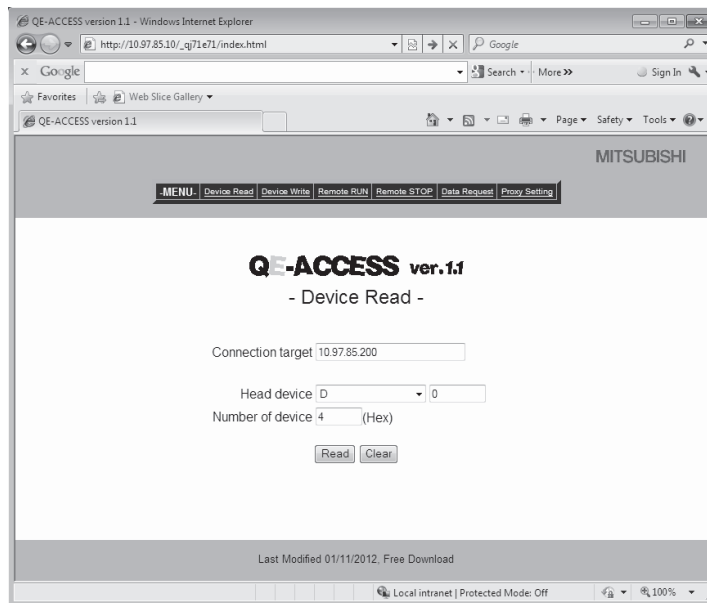 QE-ACCESS version 1.1 - Windows Internet Explorer
http://10.97.85.10/_qj71e71/index.html
Google
x Google
Search
More >>
Sign In
Favorites
Web Slice Gallery
QE-ACCESS version 1.1
Page
Safety
Tools
MITSUBISHI
-MENU- Device Read Device Write Remote RUN Remote STOP Data Request Proxy Setting
QE-ACCESS ver.1.1
- Device Read -
Connection target 10.97.85.200
Head device D 0
Number of device 4 (Hex)
Read Clear
Last Modified 01/11/2012, Free Download
Local intranet | Protected Mode: Off
100%